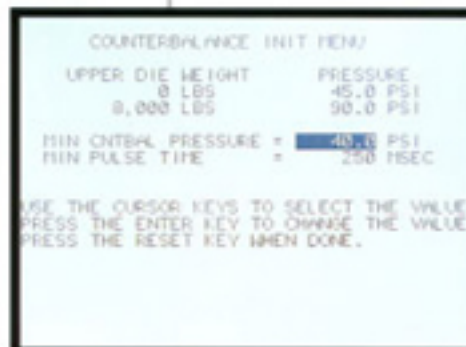 COUNTERBALANCE INIT MENU
UPPER DIE WEIGHT PRESSURE
0 LBS 45.0 PSI
8,000 LBS 90.0 PSI
MIN CNTBAL PRESSURE = 40.0 PSI
MIN PULSE TIME = 250 MSEC
USE THE CURSOR KEYS TO SELECT THE VALUE
PRESS THE ENTER KEY TO CHANGE THE VALUE
PRESS THE RESET KEY WHEN DONE.